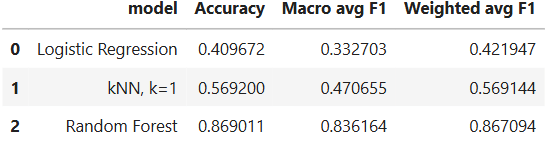 model Accuracy Macro avg F1 Weighted avg F1
0 Logistic Regression 0.409672 0.332703 0.421947
1 kNN, k=1 0.569200 0.470655 0.569144
2 Random Forest 0.869011 0.836164 0.867094